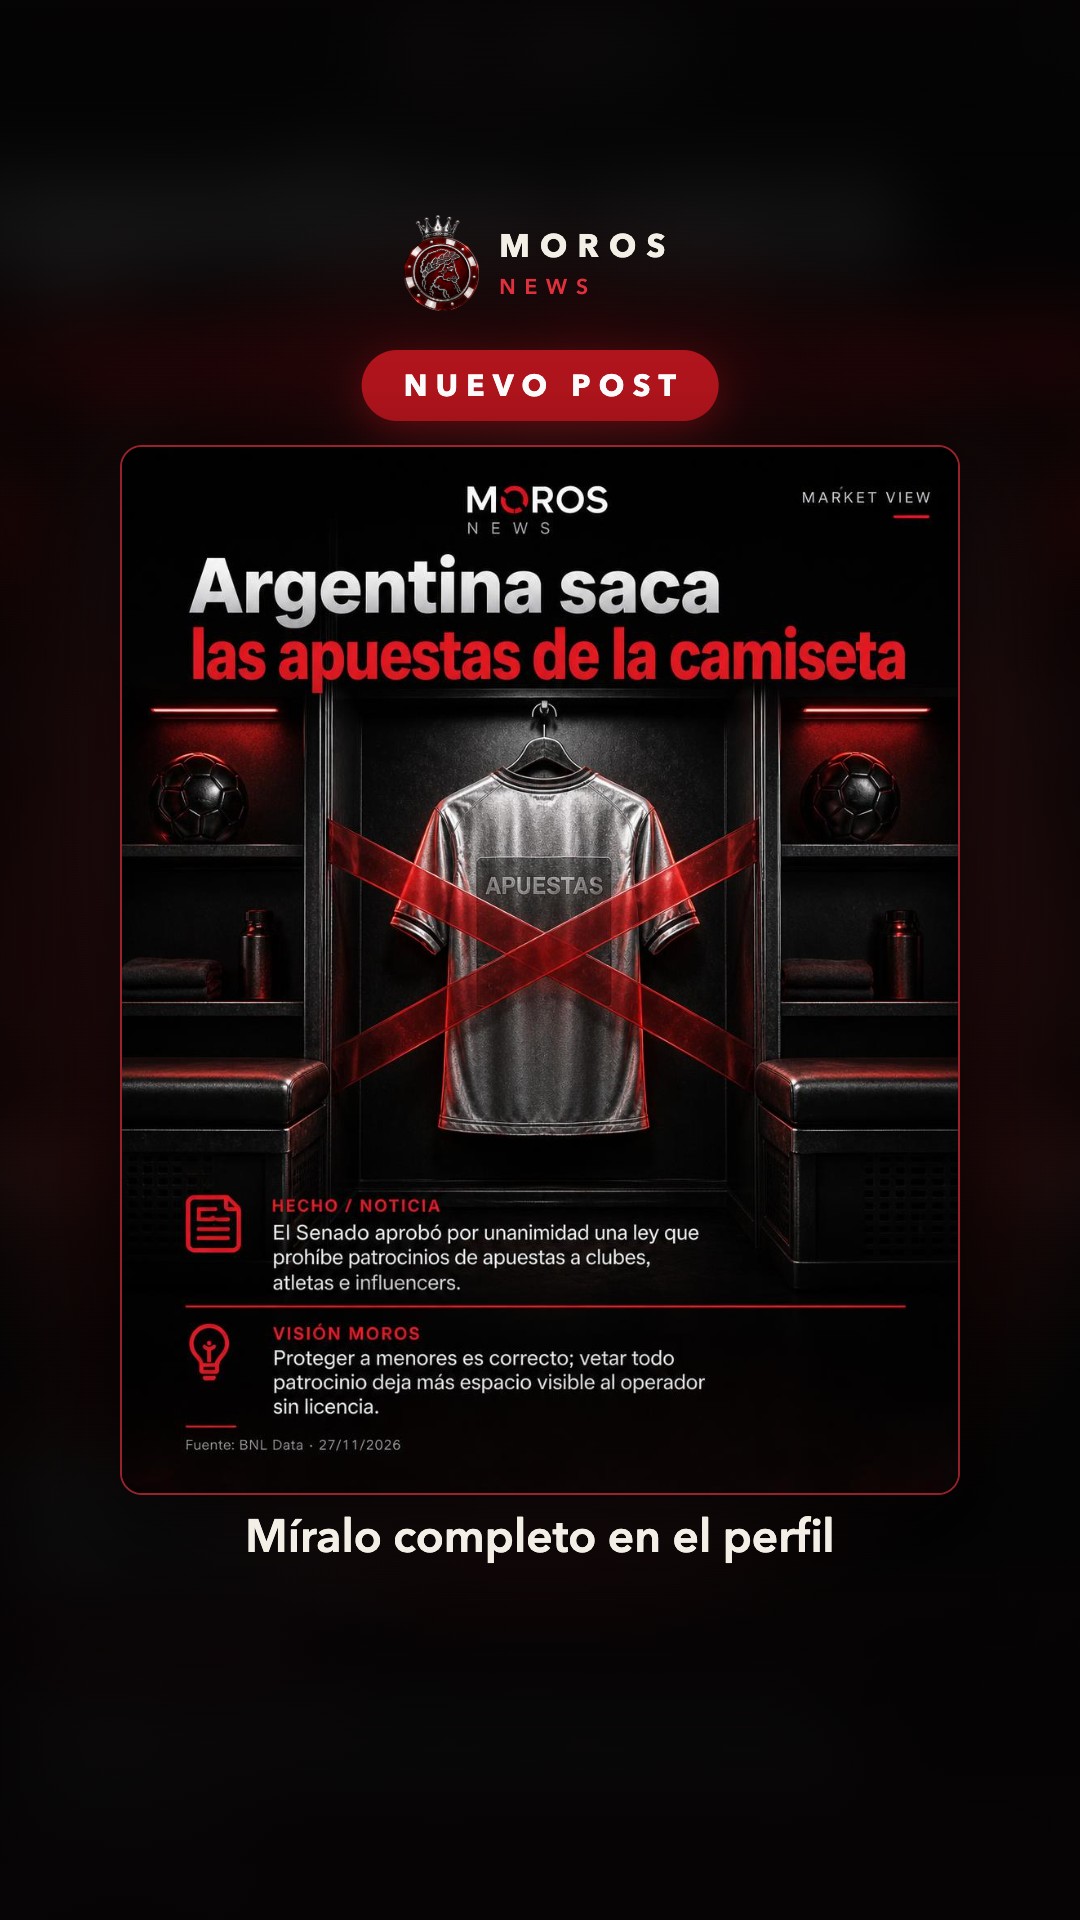 MOROS
NEWS
NUEVO POST
MOROS
NEWS
MARKET VIEW
Argentina saca
las apuestas de la camiseta
APUESTAS
HECHO / NOTICIA
El Senado aprobó por unanimidad una ley que
prohíbe patrocinios de apuestas a clubes,
atletas e influencers.
VISIÓN MOROS
Proteger a menores es correcto; vetar todo
patrocinio deja más espacio visible al operador
sin licencia.
Fuente: BNL Data · 27/11/2026
Míralo completo en el perfil